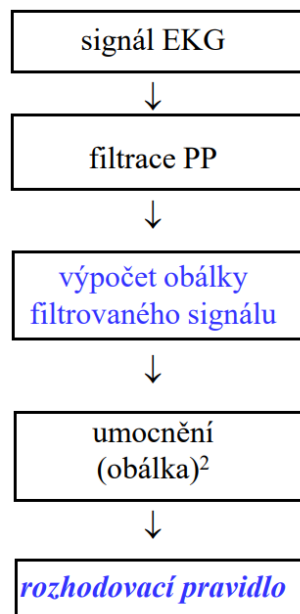 signál EKG
↓
filtrace PP
↓
výpočet obálky
filtrovaného signálu
↓
umocnění
(obálka)²
↓
rozhodovací pravidlo